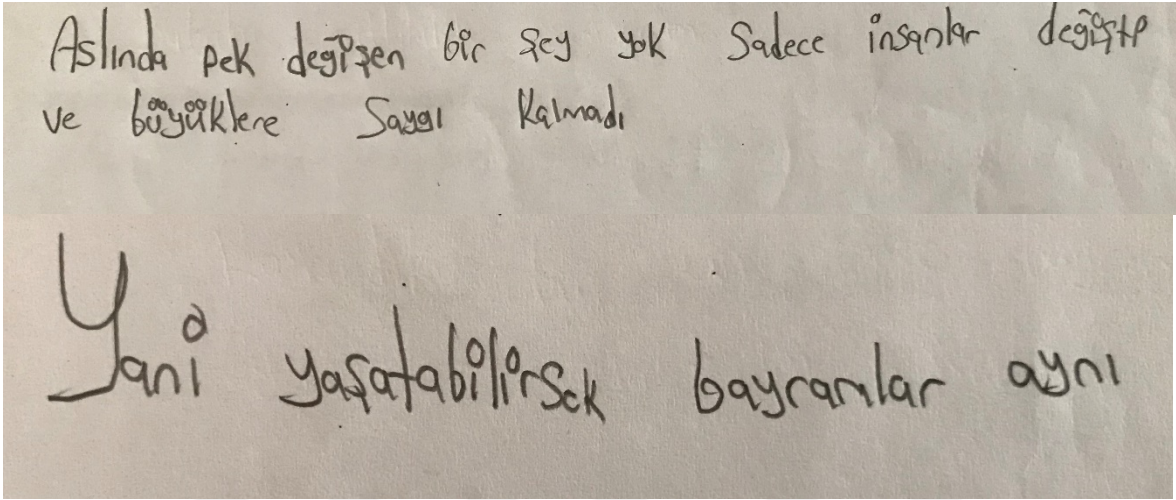 Aslında pek değişen bir şey yok Sadece insanlar değişti
ve büyüklere Saygı Kalmadı
Yani yaşatabilirsek bayramlar aynı